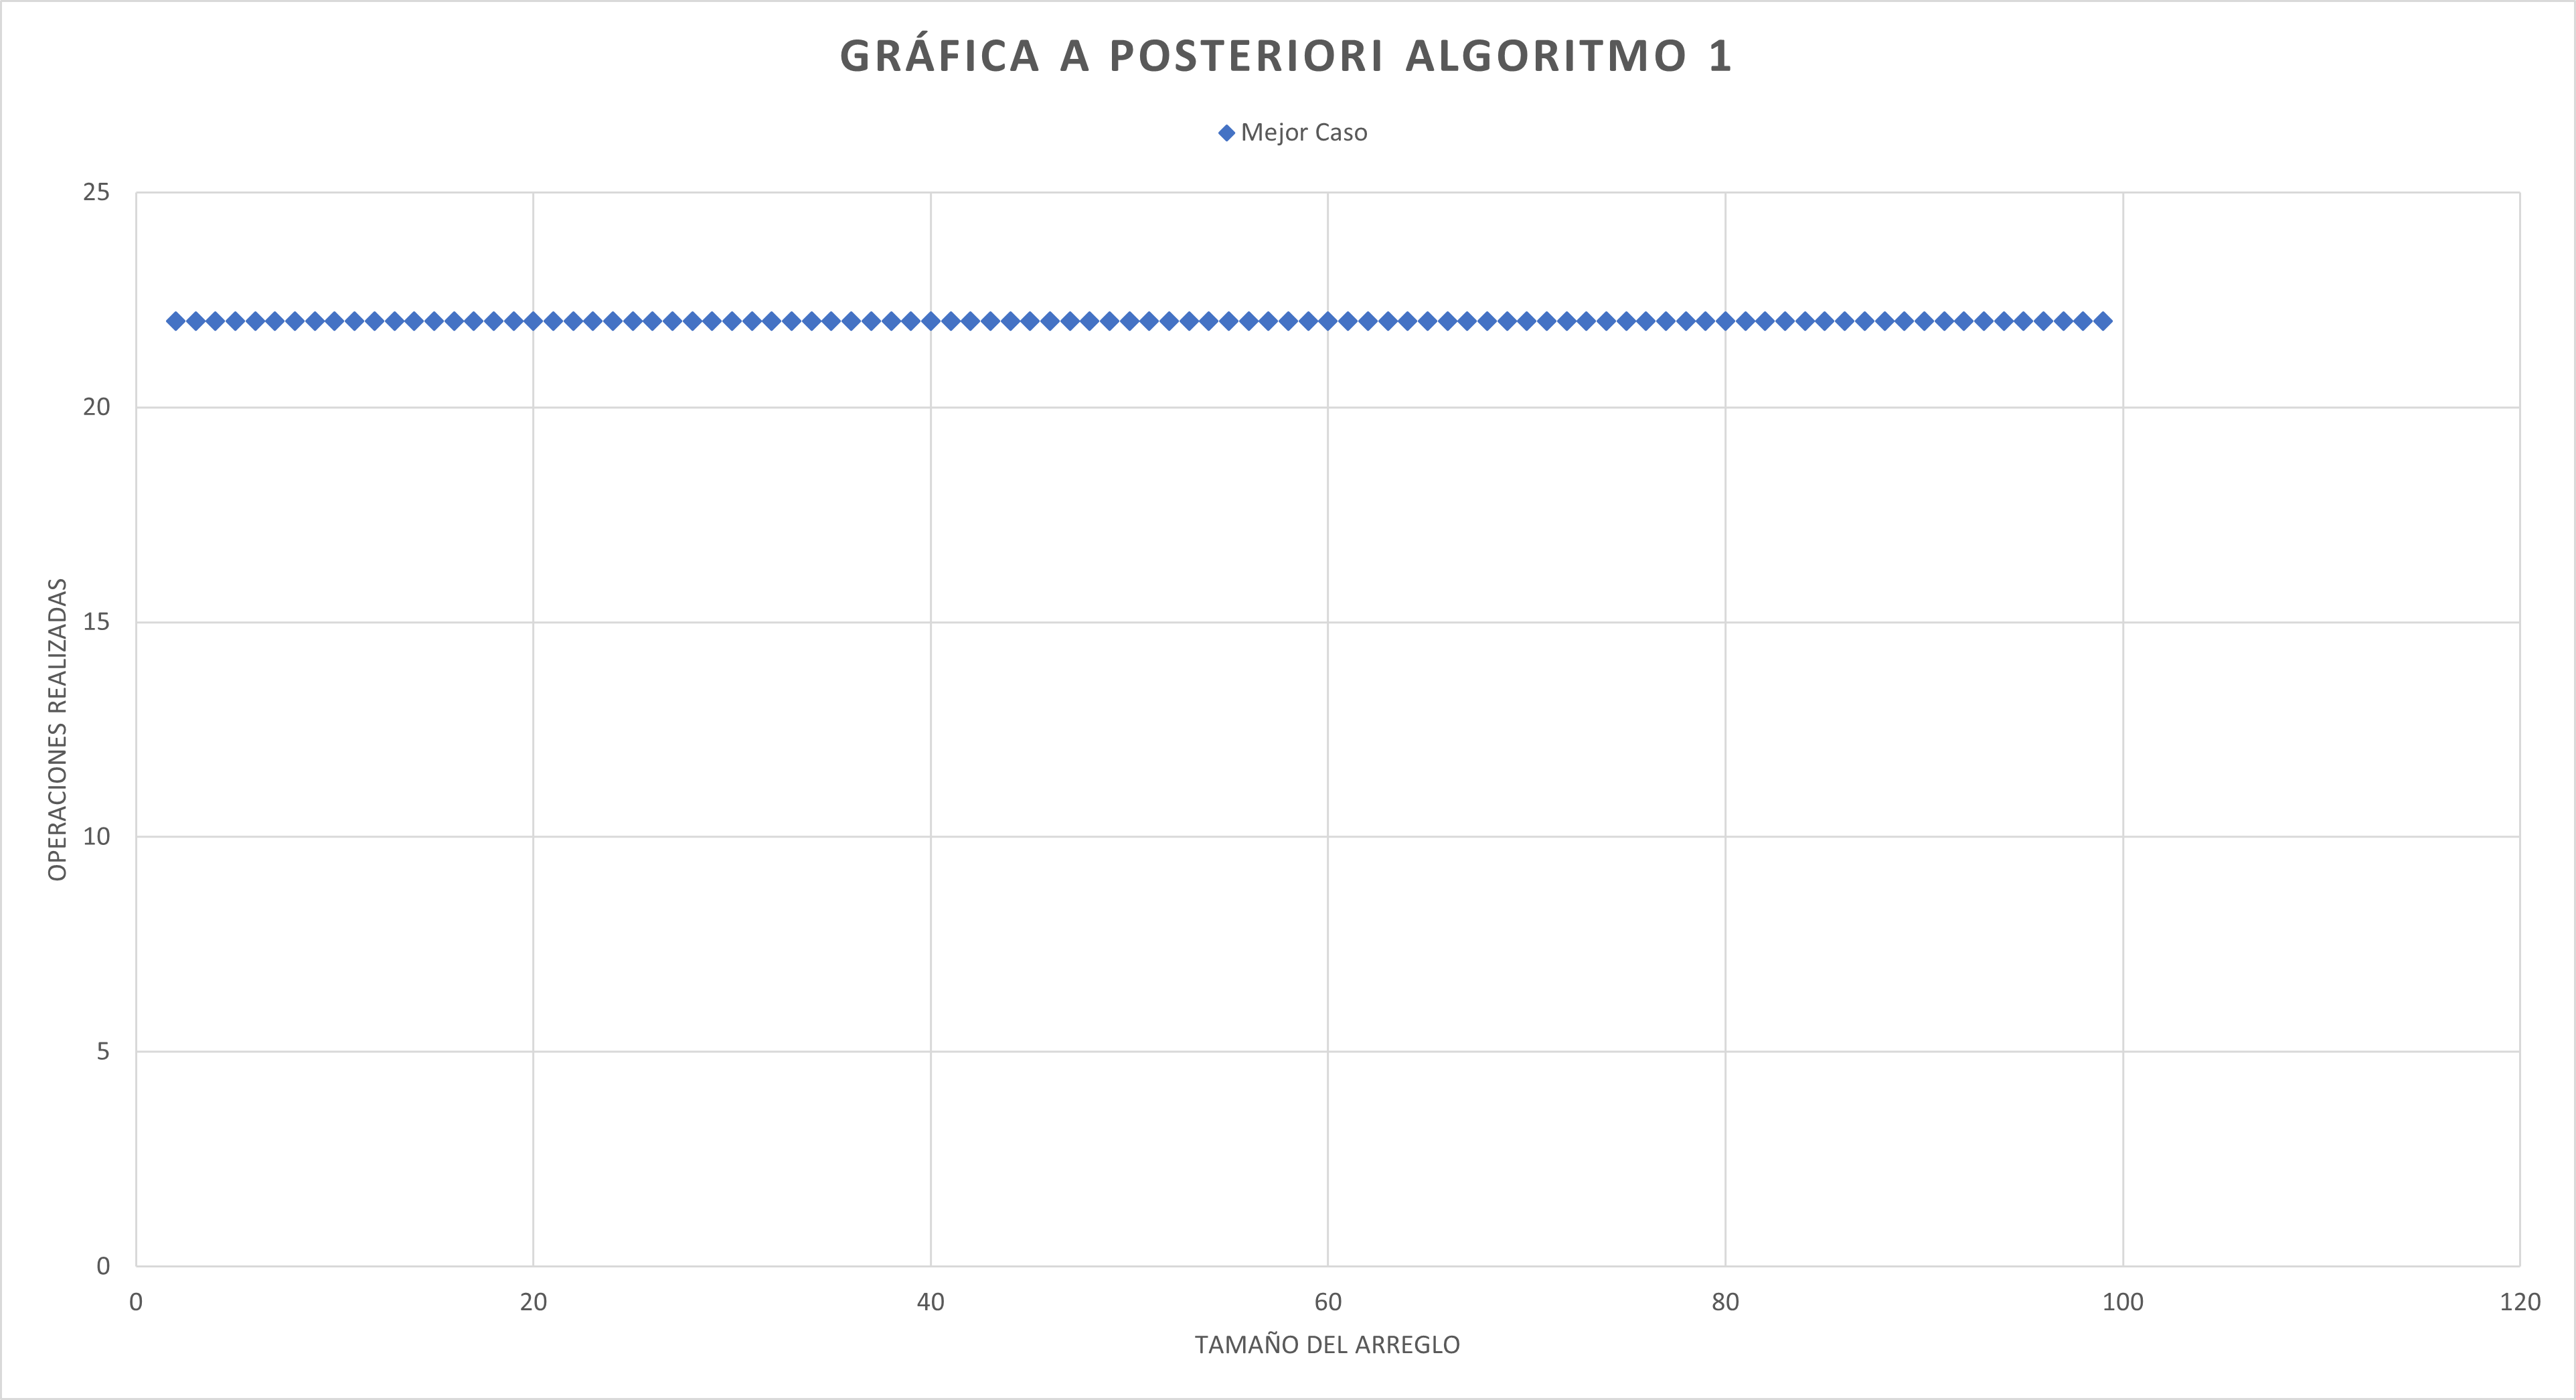 GRÁFICA A POSTERIORI ALGORITMO 1
Mejor Caso
25
20
15
10
5
0
OPERACIONES REALIZADAS
0 20 40 60 80 100 120
TAMAÑO DEL ARREGLO